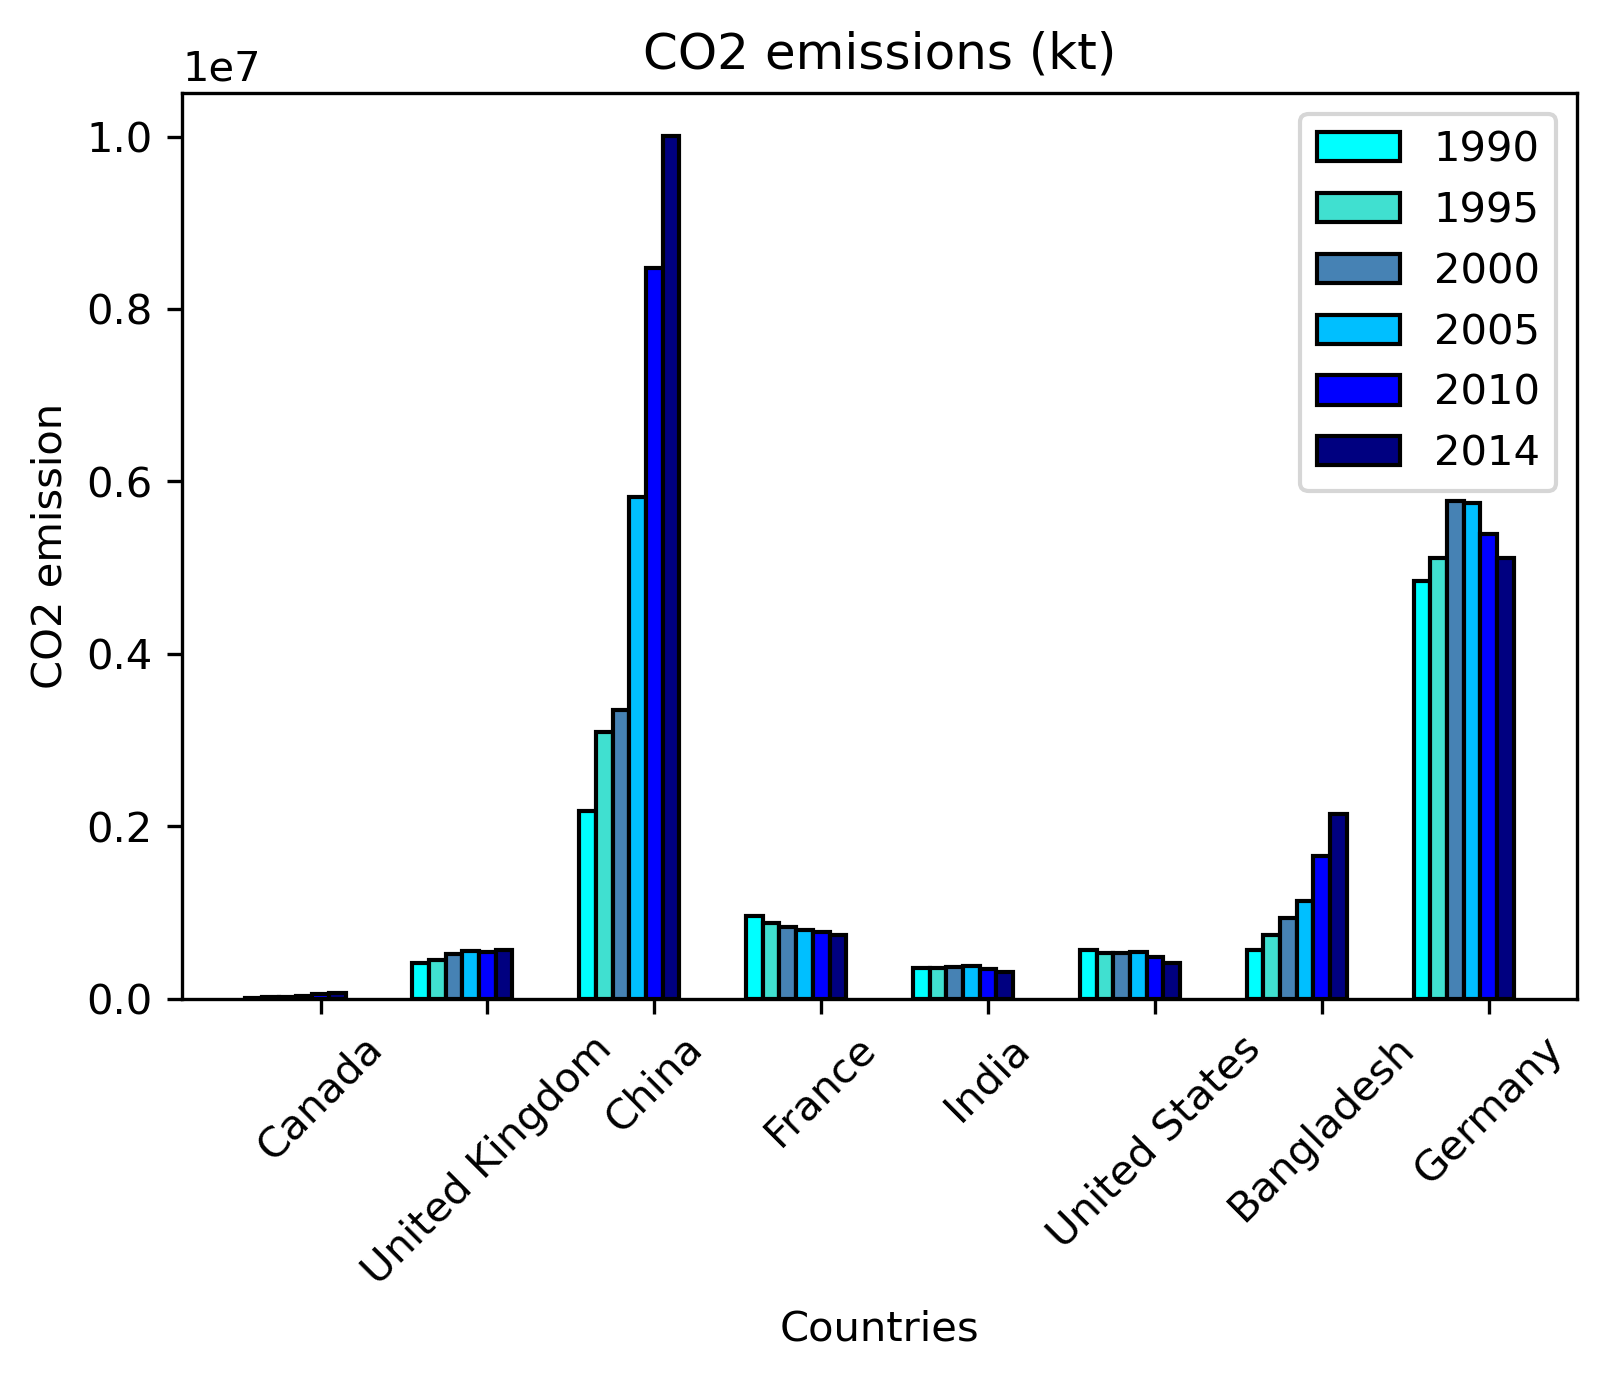 CO2 emissions (kt)
1e7
1.0
0.8
0.6
0.4
0.2
0.0
CO2 emission
1990
1995
2000
2005
2010
2014
Canada
United Kingdom
China
France
India
United States
Bangladesh
Germany
Countries